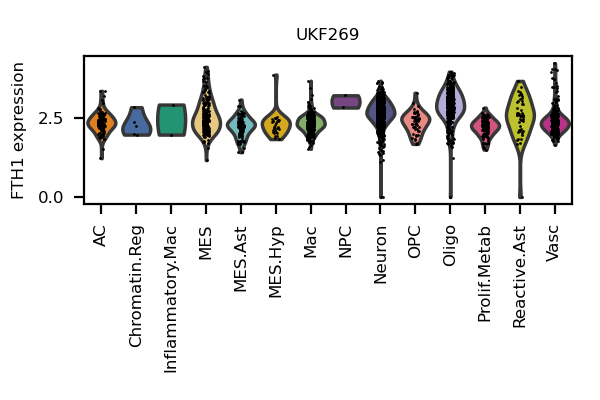 UKF269
FTH1 expression
2.5
0.0
AC
Chromatin.Reg
Inflammatory.Mac
MES
MES.Ast
MES.Hyp
Mac
NPC
Neuron
OPC
Oligo
Prolif.Metab
Reactive.Ast
Vasc